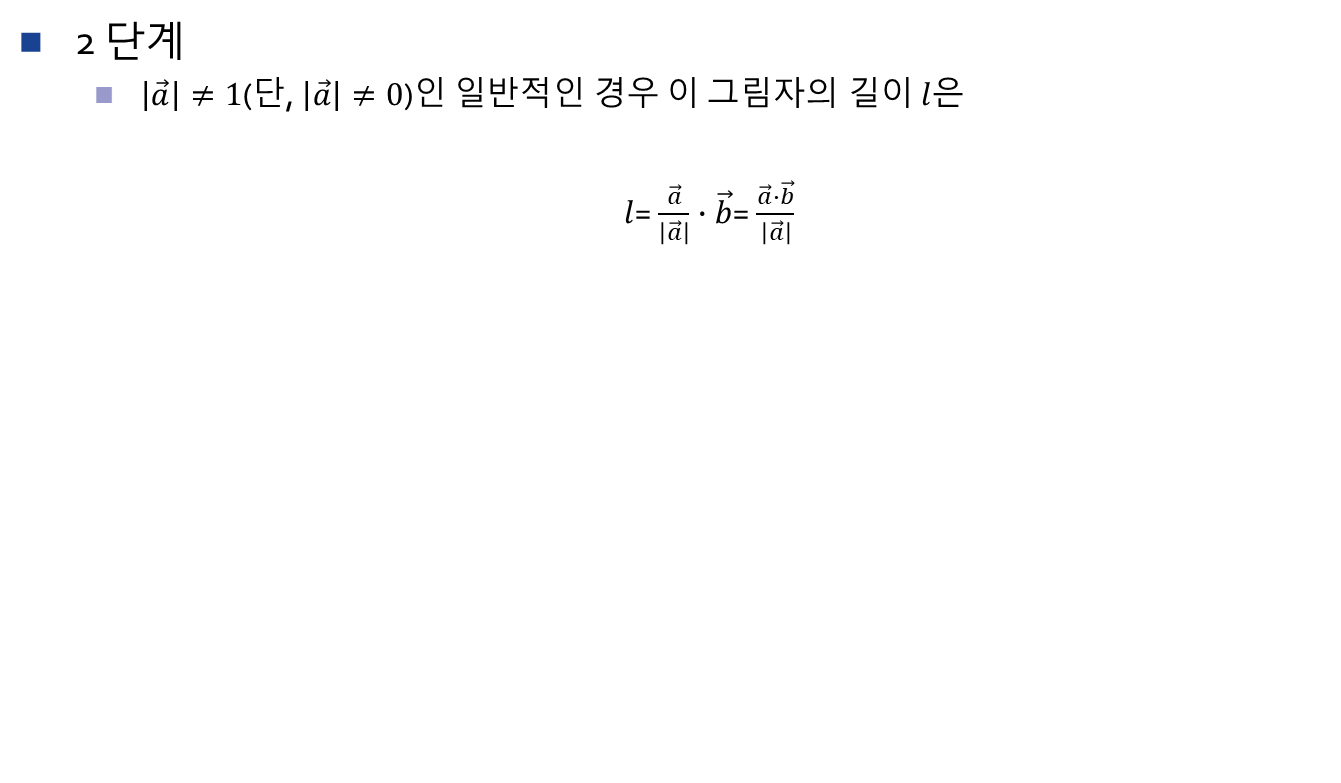 2 단계
|a⃗| ≠ 1(단, |a⃗| ≠ 0)인 일반적인 경우 이 그림자의 길이 l은
l= a⃗/|a⃗| · b⃗= a⃗·b⃗/|a⃗|